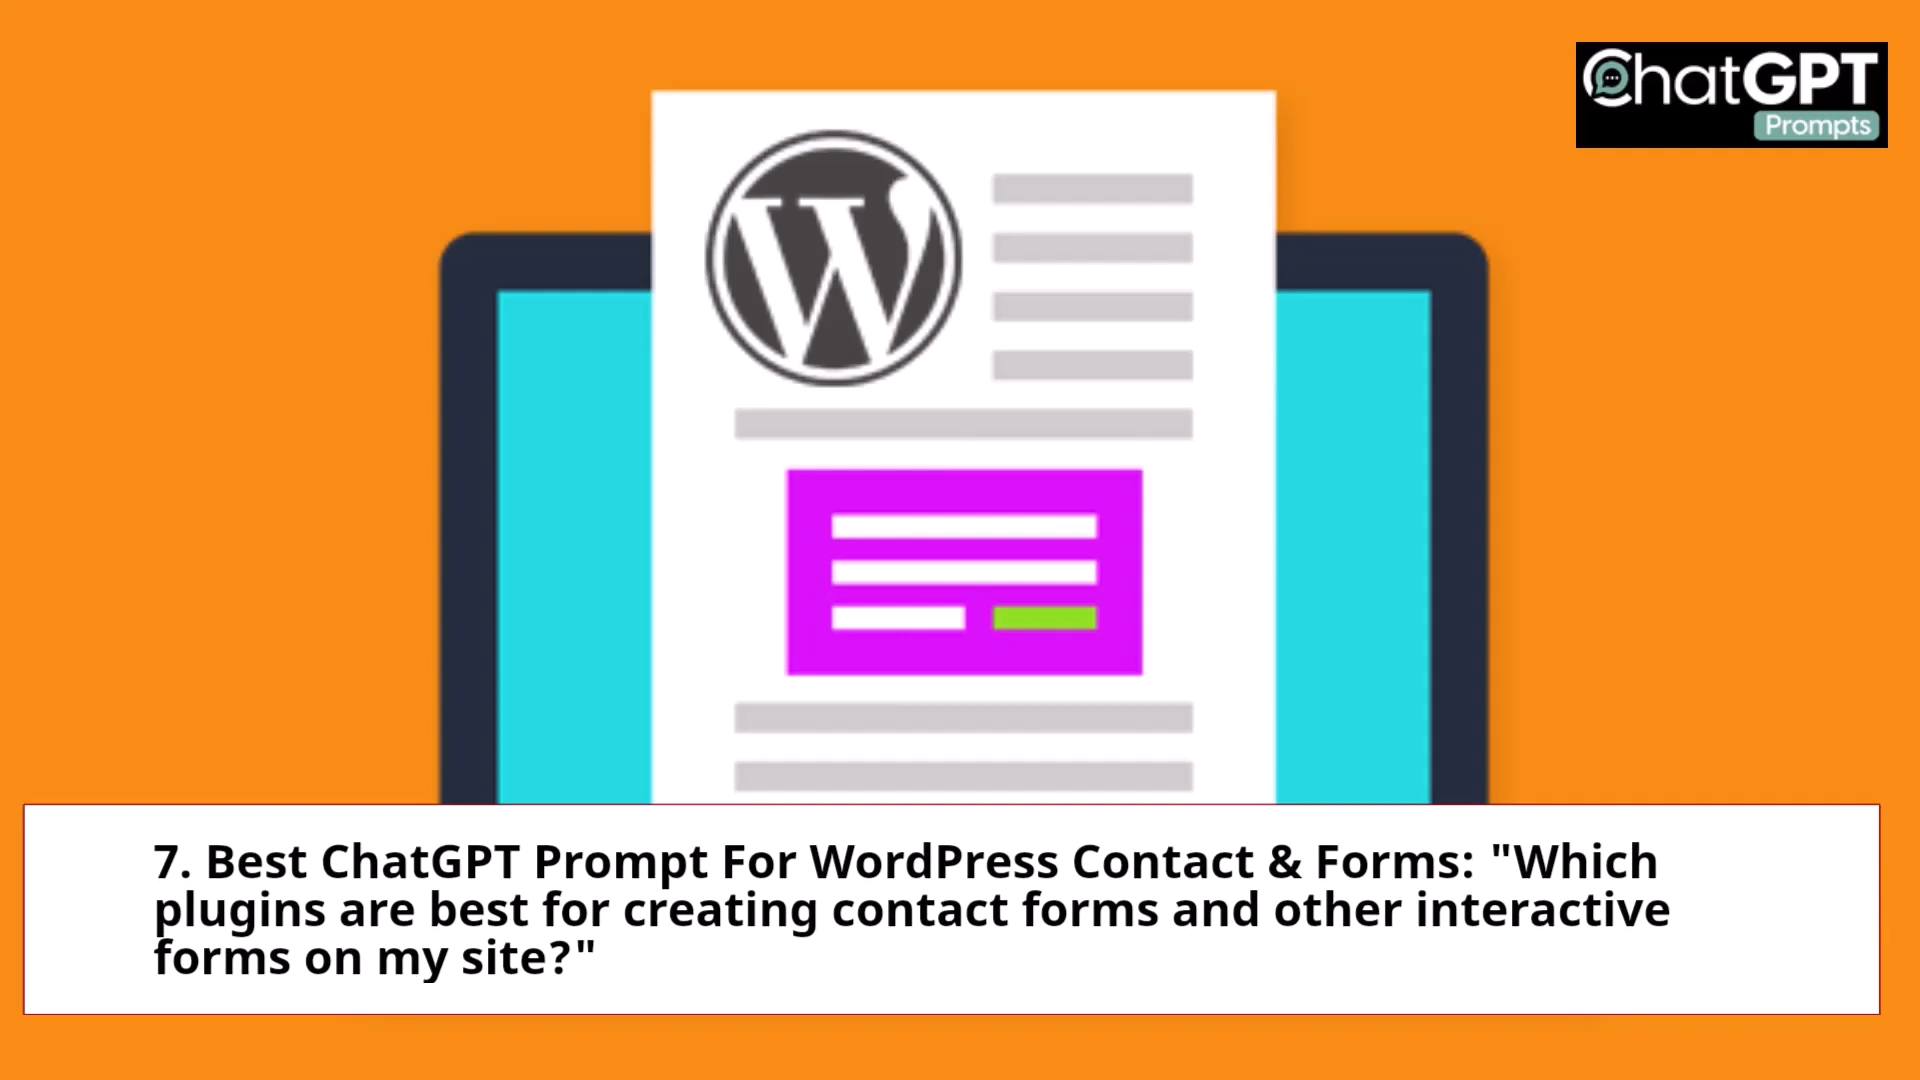 ChatGPT
Prompts
W
7. Best ChatGPT Prompt For WordPress Contact & Forms: "Which
plugins are best for creating contact forms and other interactive
forms on my site?"